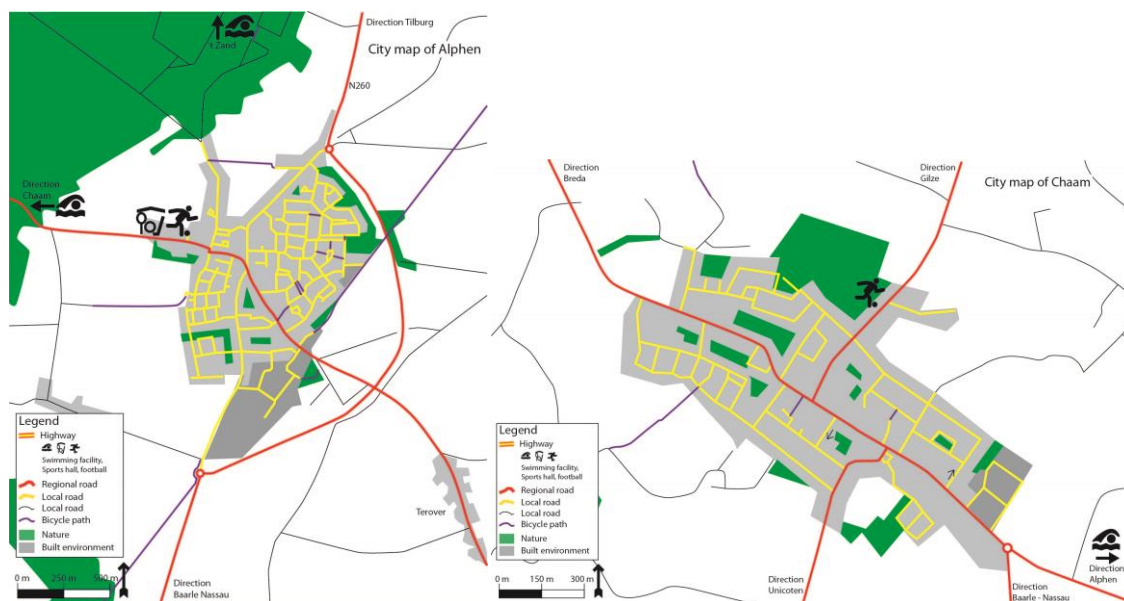 Direction Tilburg
City map of Alphen
t Zand
N260
Direction
Chaam
Legend
Highway
Swimming facility,
Sports hall, football
Regional road
Local road
Local road
Bicycle path
Nature
Built environment
0 m 250 m 500 m
Terover
Direction
Baarle Nassau
Direction
Breda
Direction
Gilze
City map of Chaam
Legend
Highway
Swimming facility,
Sports hall, football
Regional road
Local road
Local road
Bicycle path
Nature
Built environment
0 m 150 m 300 m
Direction
Unicoten
Direction
Baarle - Nassau
Direction
Alphen